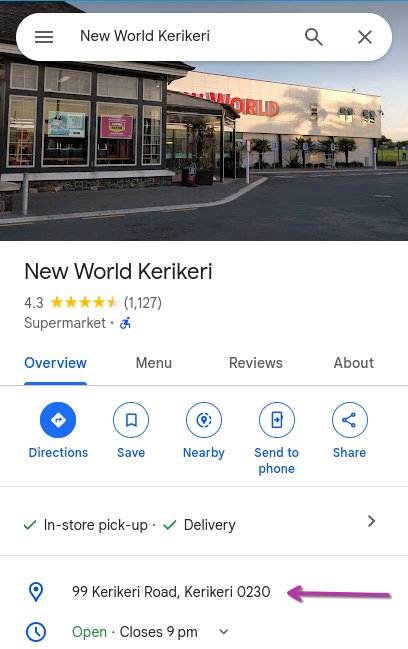 New World Kerikeri
WORLD
New World Kerikeri
4.3 (1,127)
Supermarket ·
Overview Menu Reviews About
Directions Save Nearby Send to phone Share
In-store pick-up · Delivery
99 Kerikeri Road, Kerikeri 0230
Open · Closes 9 pm